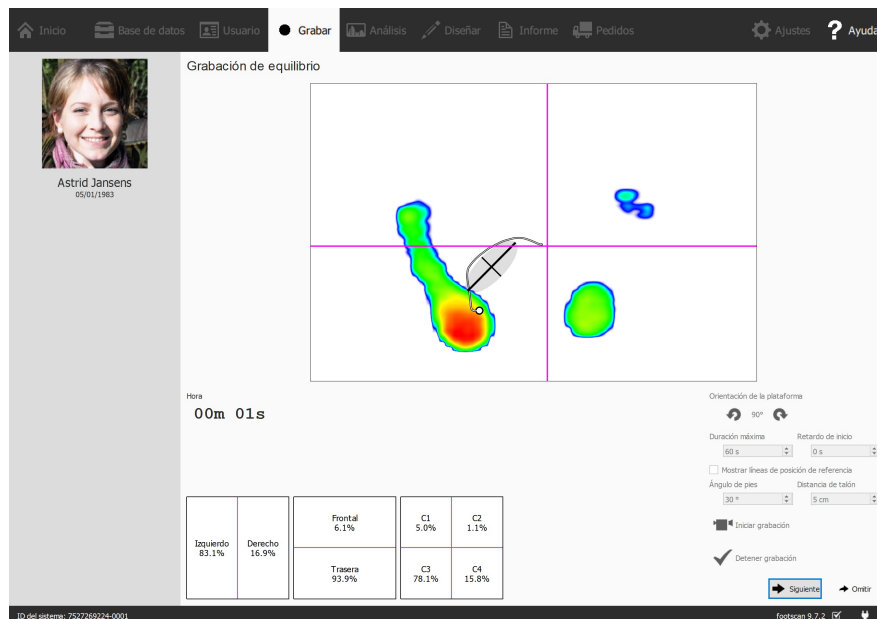 Inicio Base de datos Usuario Grabar Análisis Diseñar Informe Pedidos Ajustes ? Ayuda
Astrid Jansens
05/01/1983
Grabación de equilibrio
Hora
00m 01s
Izquierdo
83.1%
Derecho
16.9%
Frontal
6.1%
Trasera
93.9%
C1
5.0%
C2
1.1%
C3
78.1%
C4
15.8%
Orientación de la plataforma
90°
Duración máxima Retardo de inicio
60 s 0 s
Mostrar líneas de posición de referencia
Ángulo de pies Distancia de talón
30 ° 5 cm
Iniciar grabación
Detener grabación
Siguiente Omitir
ID del sistema: 7527269224-0001 footscan 9.7.2